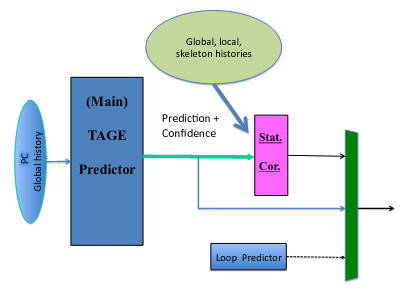 Global, local,
skeleton histories
(Main)
TAGE
Predictor
Prediction +
Confidence
PC
Global history
Stat.
Cor.
Loop Predictor